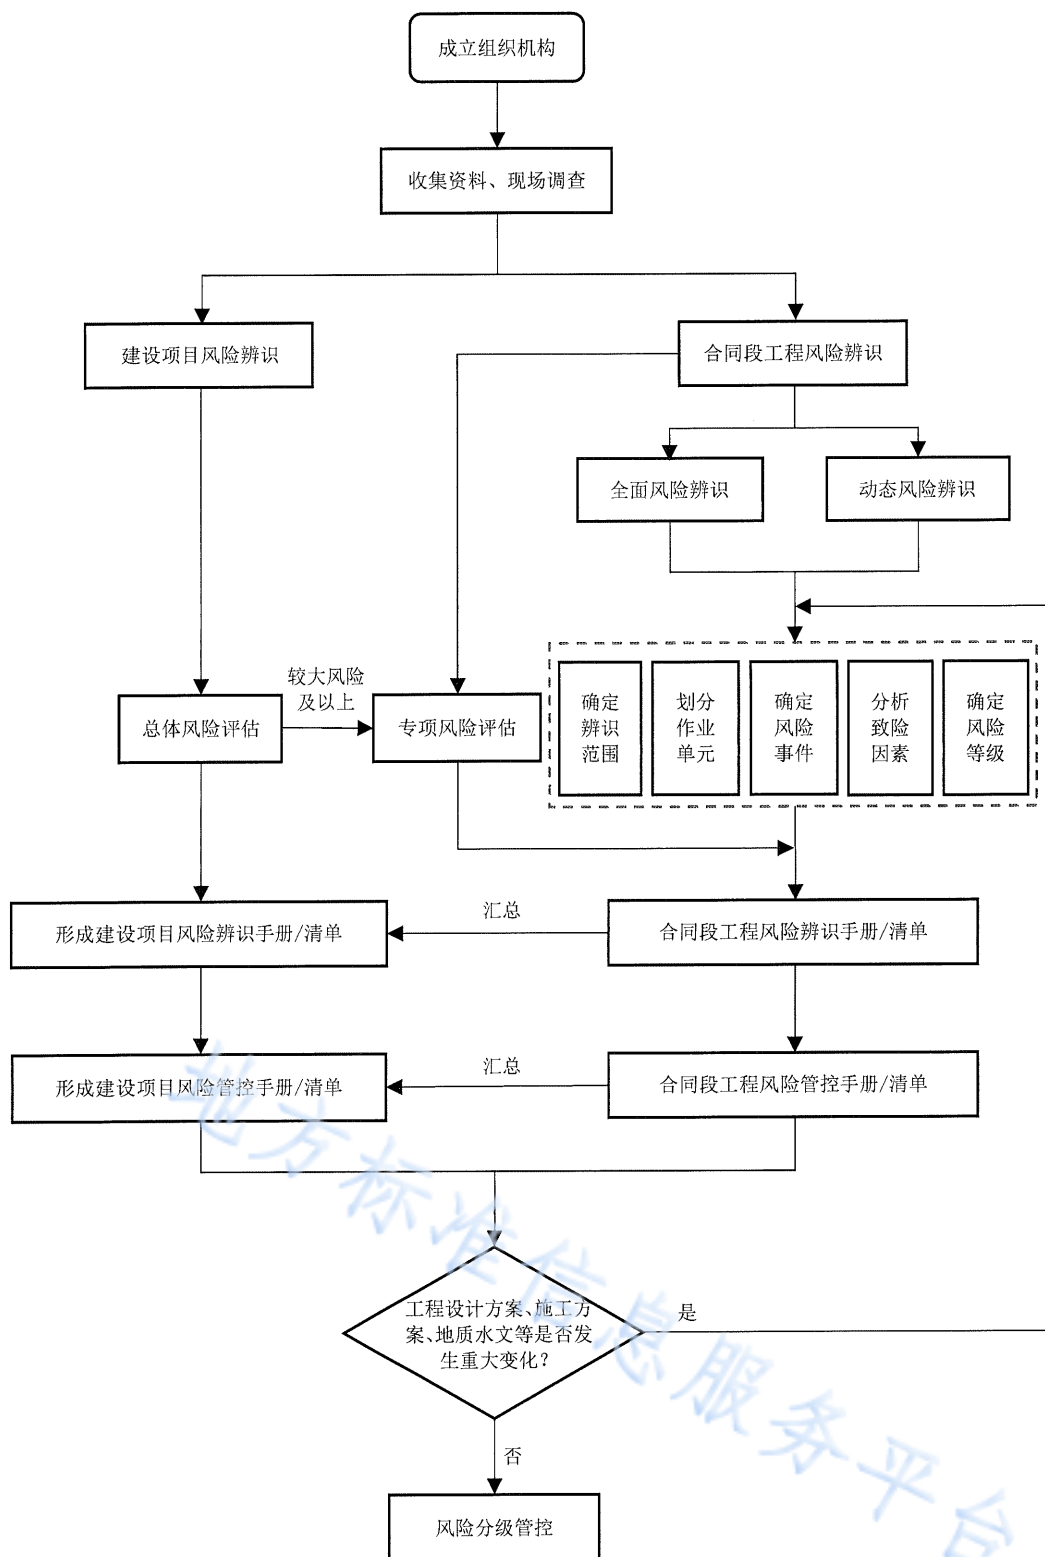 成立组织机构
收集资料、现场调查
建设项目风险辨识
合同段工程风险辨识
全面风险辨识
动态风险辨识
较大风险
及以上
总体风险评估
专项风险评估
确定
辨识
范围
划分
作业
单元
确定
风险
事件
分析
致险
因素
确定
风险
等级
形成建设项目风险辨识手册/清单
汇总
合同段工程风险辨识手册/清单
形成建设项目风险管控手册/清单
汇总
合同段工程风险管控手册/清单
工程设计方案、施工方
案、地质水文等是否发
生重大变化?
是
否
风险分级管控
地方标准信息服务平台